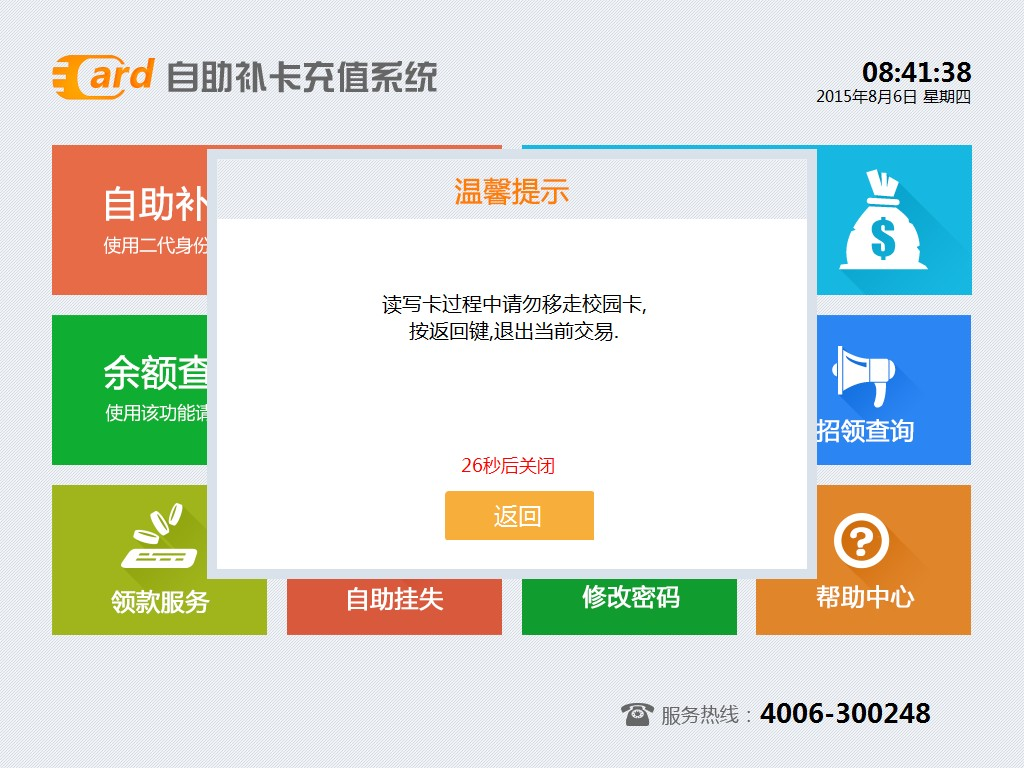 Card 自助补卡充值系统
08:41:38
2015年8月6日 星期四
自助补
使用二代身份
温馨提示
$
读写卡过程中请勿移走校园卡,
按返回键,退出当前交易.
余额查
使用该功能请
招领查询
26秒后关闭
返回
领款服务
自助挂失
修改密码
?
帮助中心
服务热线：4006-300248